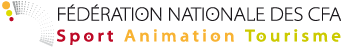 FÉDÉRATION NATIONALE DES CFA
Sport Animation Tourisme